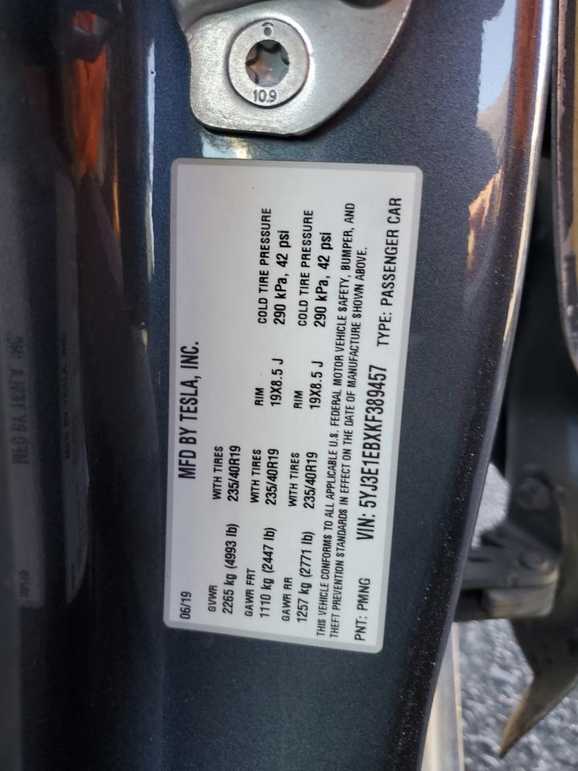 10.9
06/19 MFD BY TESLA, INC.
GVWR WITH TIRES RIM COLD TIRE PRESSURE
2265 kg (4993 lb) 235/40R19
GAWR FRT WITH TIRES RIM COLD TIRE PRESSURE
1110 kg (2447 lb) 235/40R19 19X8.5 J 290 kPa, 42 psi
GAWR RR WITH TIRES RIM COLD TIRE PRESSURE
1257 kg (2771 lb) 235/40R19 19X8.5 J 290 kPa, 42 psi
THIS VEHICLE CONFORMS TO ALL APPLICABLE U.S. FEDERAL MOTOR VEHICLE SAFETY, BUMPER, AND
THEFT PREVENTION STANDARDS IN EFFECT ON THE DATE OF MANUFACTURE SHOWN ABOVE.
PNT: PMNG VIN: 5YJ3E1EBXKF389457 TYPE: PASSENGER CAR